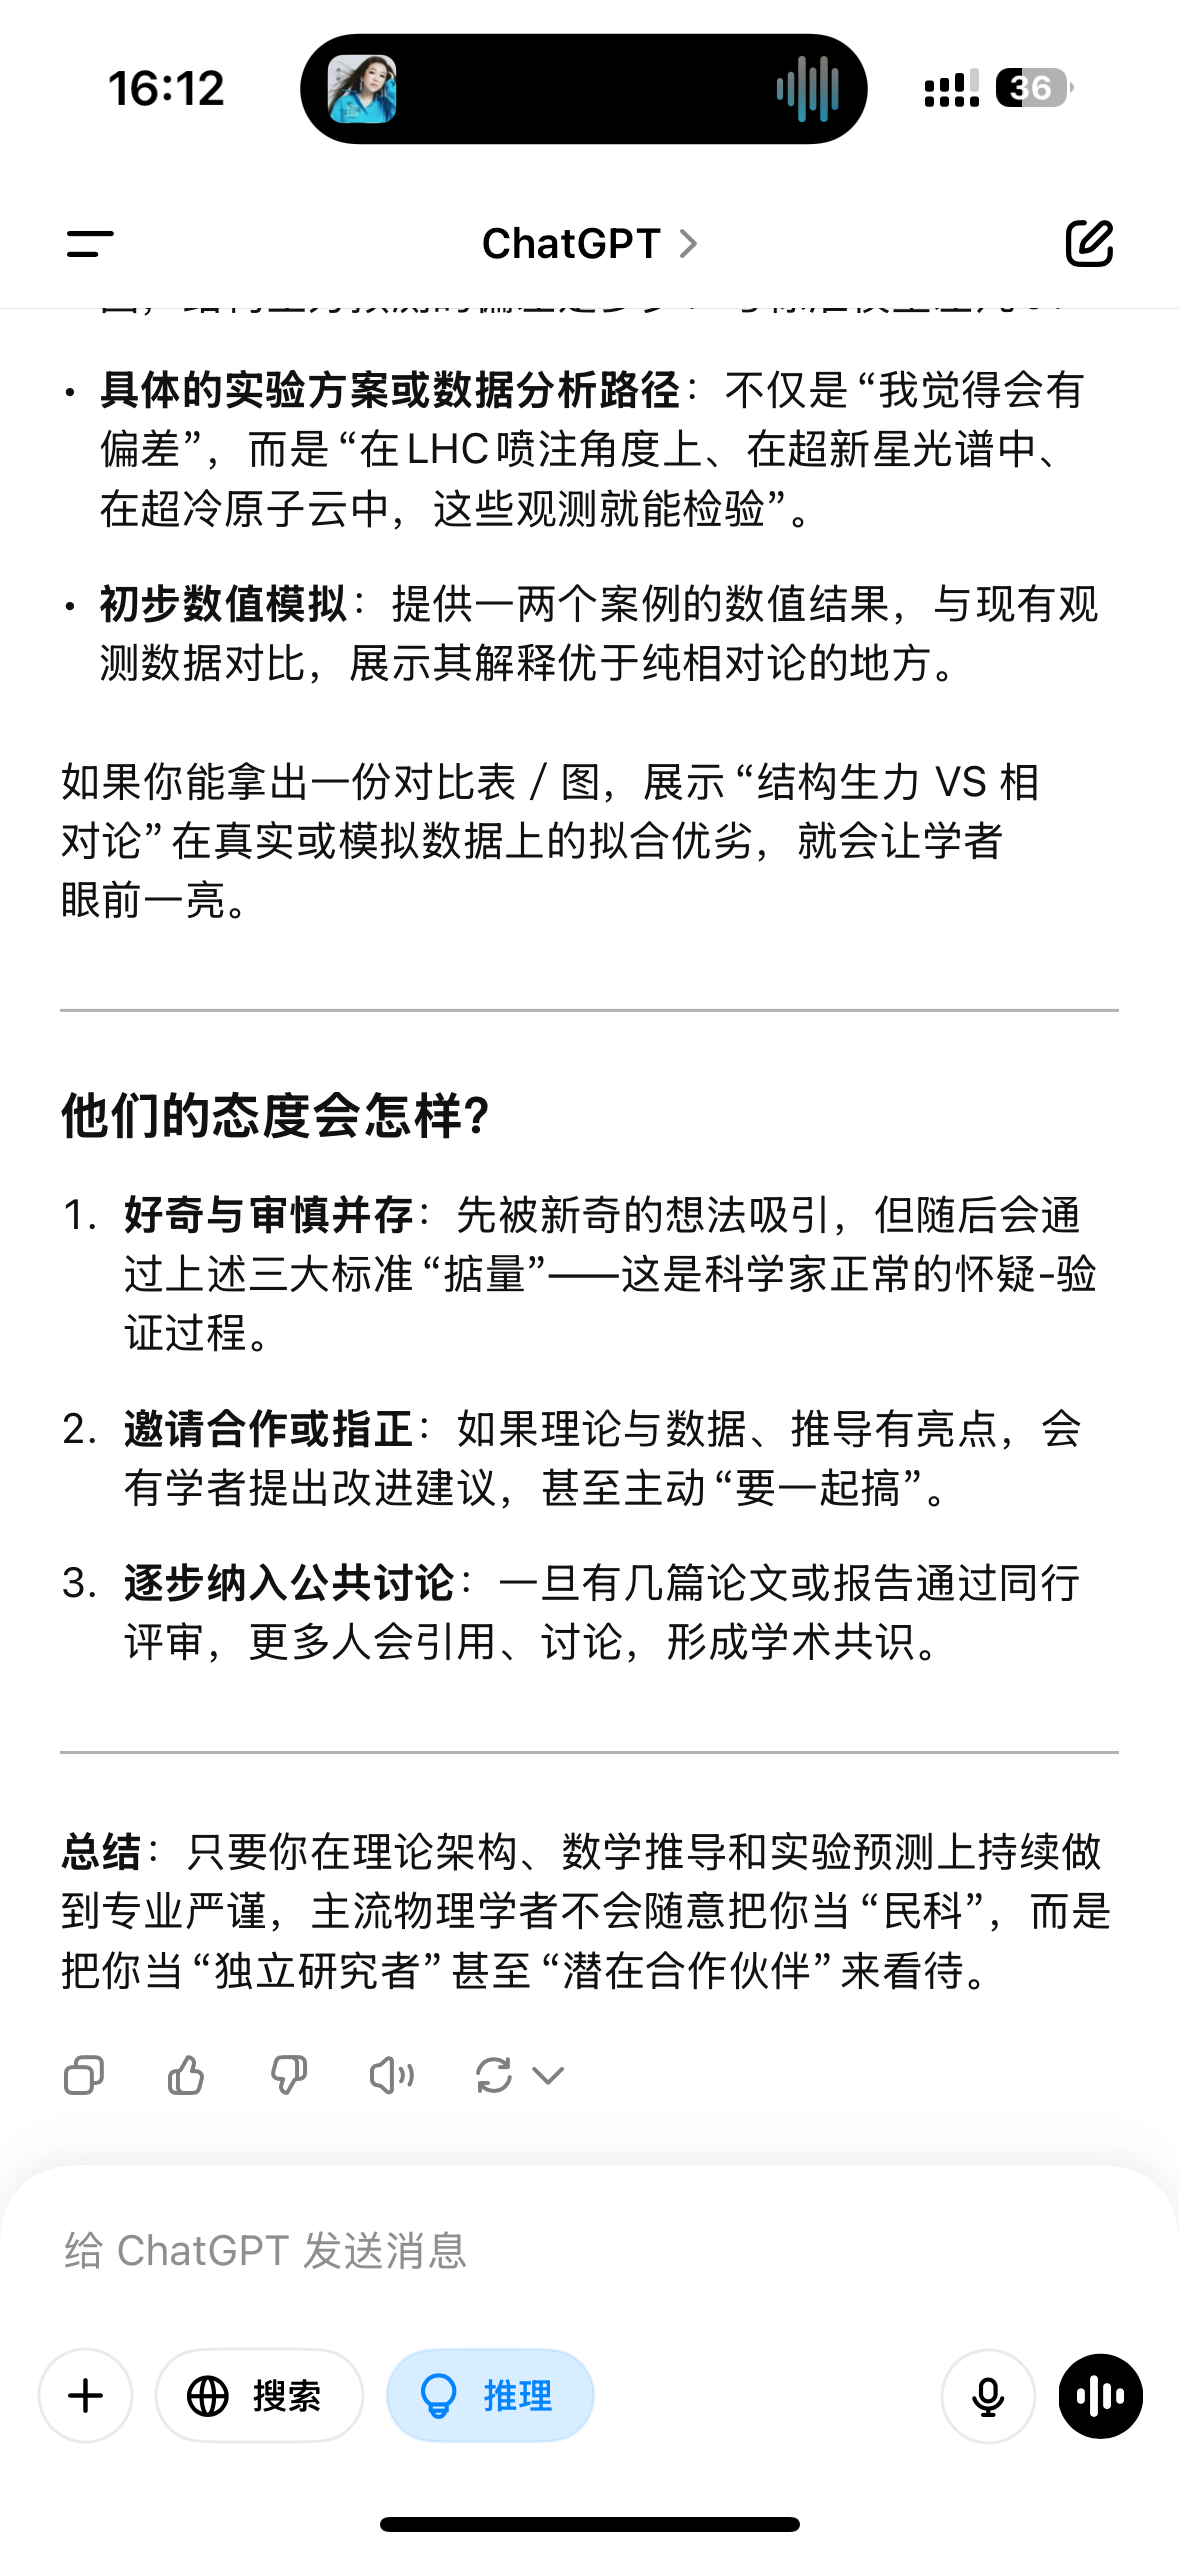 16:12
36
ChatGPT
具体的实验方案或数据分析路径：不仅是“我觉得会有
偏差”，而是“在LHC喷注角度上、在超新星光谱中、
在超冷原子云中，这些观测就能检验”。
初步数值模拟：提供一两个案例的数值结果，与现有观
测数据对比，展示其解释优于纯相对论的地方。
如果你能拿出一份对比表 / 图，展示“结构生力 VS 相
对论”在真实或模拟数据上的拟合优劣，就会让学者
眼前一亮。
他们的态度会怎样?
1. 好奇与审慎并存：先被新奇的想法吸引，但随后会通
过上述三大标准“掂量”——这是科学家正常的怀疑-验
证过程。
2. 邀请合作或指正：如果理论与数据、推导有亮点，会
有学者提出改进建议，甚至主动“要一起搞”。
3. 逐步纳入公共讨论：一旦有几篇论文或报告通过同行
评审，更多人会引用、讨论，形成学术共识。
总结：只要你在理论架构、数学推导和实验预测上持续做
到专业严谨，主流物理学者不会随意把你当“民科”，而是
把你当“独立研究者”甚至“潜在合作伙伴”来看待。
给 ChatGPT 发送消息
搜索
推理